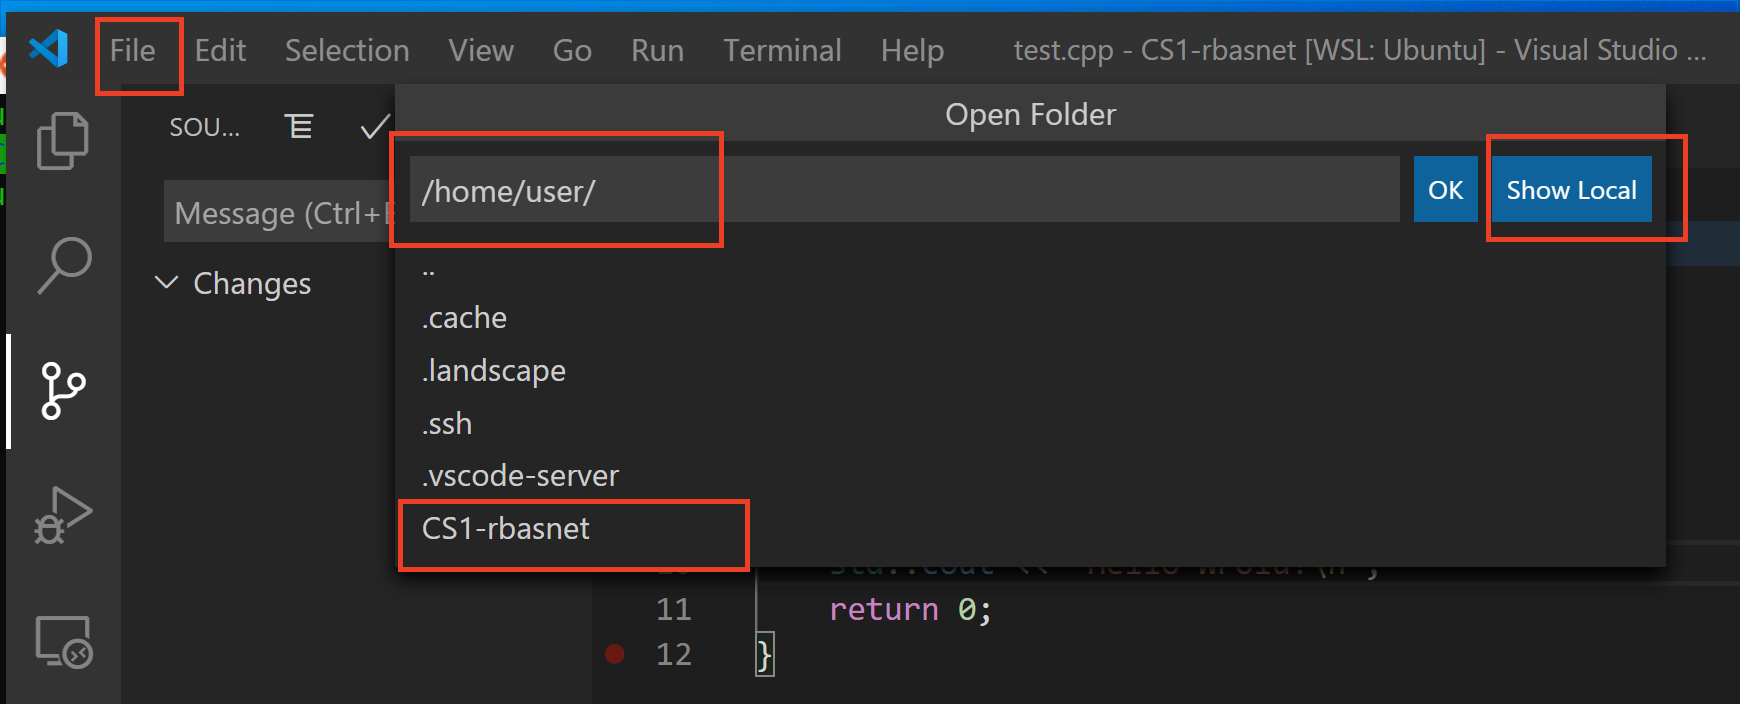 File Edit Selection View Go Run Terminal Help test.cpp - CS1-rbasnet [WSL: Ubuntu] - Visual Studio ...
SOU...
Open Folder
/home/user/ OK Show Local
Message (Ctrl+
..
Changes
.cache
.landscape
.ssh
.vscode-server
CS1-rbasnet
11 return 0;
12 }